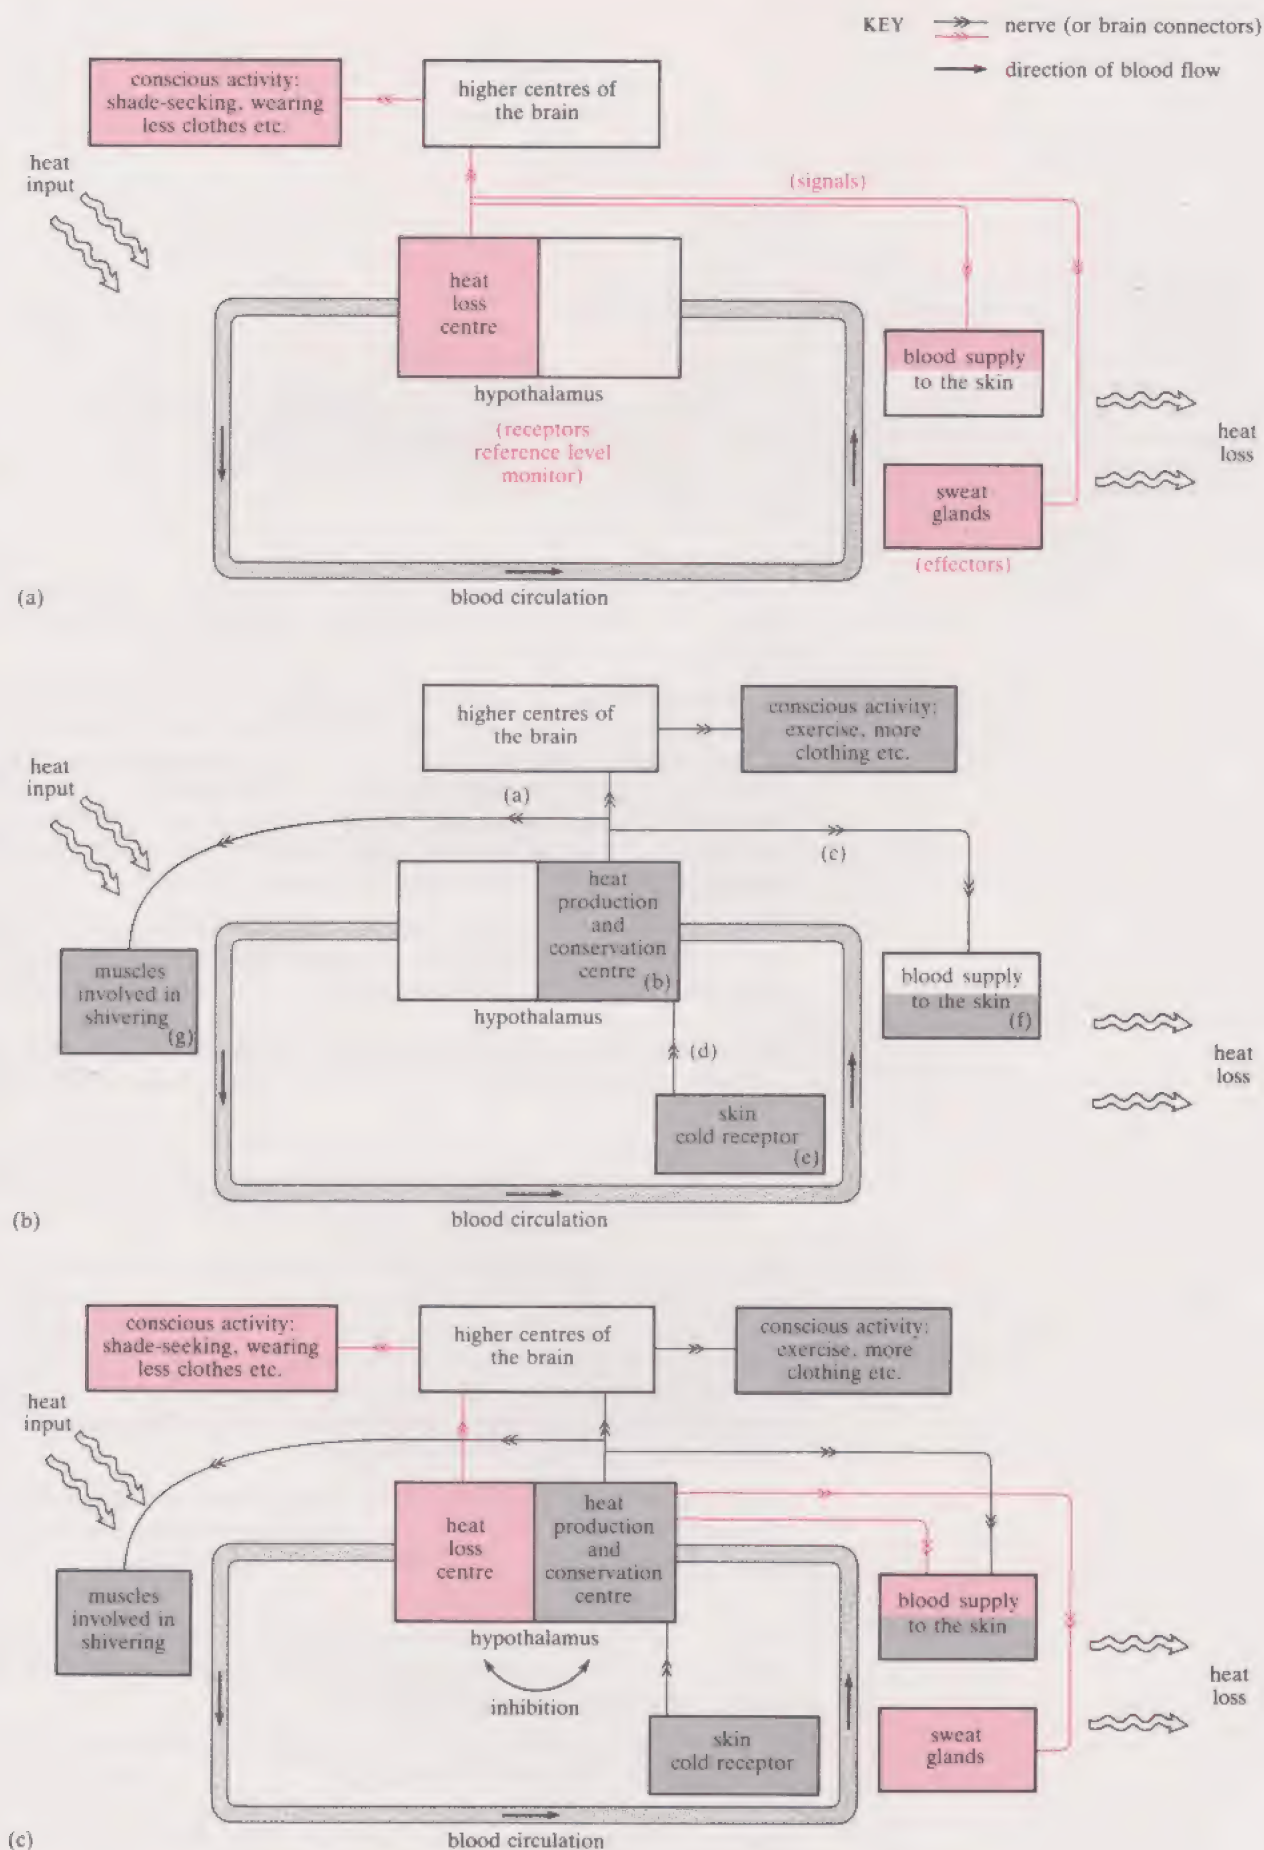 KEY nerve (or brain connectors)
direction of blood flow
conscious activity:
shade-seeking, wearing
less clothes etc.
higher centres of
the brain
heat
input
(signals)
heat
loss
centre
blood supply
to the skin
hypothalamus
(receptors
reference level
monitor)
heat
loss
sweat
glands
(effectors)
(a)
blood circulation
higher centres of
the brain
conscious activity:
exercise, more
clothing etc.
heat
input
(a)
(c)
heat
production
and
conservation
centre (b)
muscles
involved in
shivering (g)
blood supply
to the skin
(f)
hypothalamus
(d)
heat
loss
skin
cold receptor
(e)
(b)
blood circulation
conscious activity:
shade-seeking, wearing
less clothes etc.
higher centres of
the brain
conscious activity:
exercise, more
clothing etc.
heat
input
heat
loss
centre
heat
production
and
conservation
centre
muscles
involved in
shivering
blood supply
to the skin
hypothalamus
inhibition
heat
loss
skin
cold receptor
sweat
glands
(c)
blood circulation